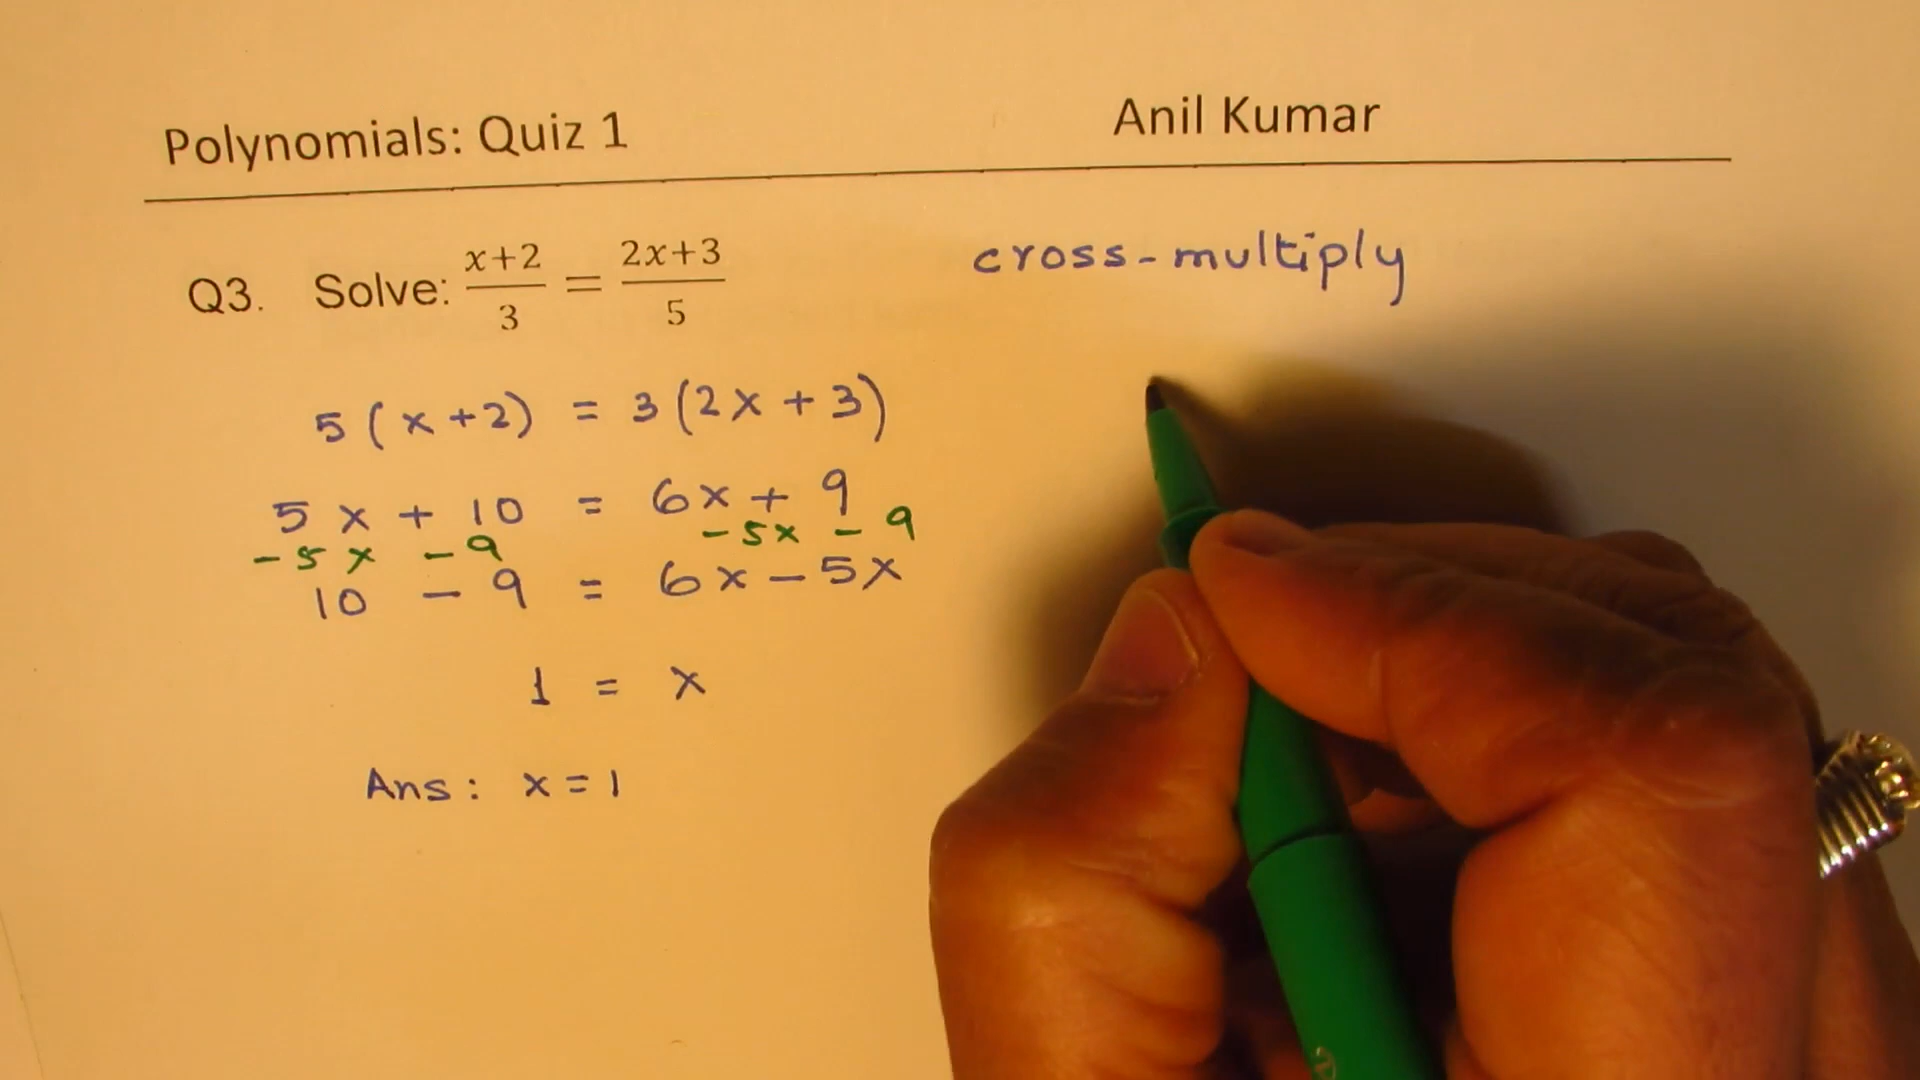 Polynomials: Quiz 1 Anil Kumar
Q3. Solve: x+2/3 = 2x+3/5 cross-multiply
5(x+2) = 3(2x+3)
5x + 10 = 6x + 9
-5x -9 -5x -9
10 - 9 = 6x - 5x
1 = x
Ans: x=1